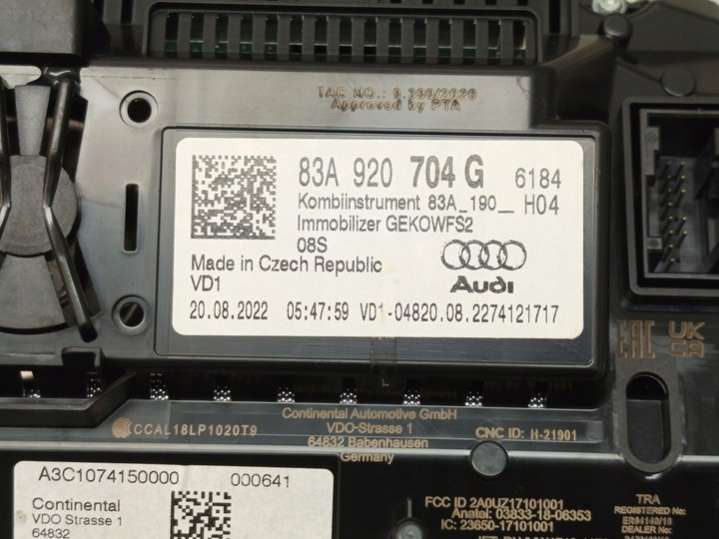 TAC NO.: 9.380/2020
Approved by PTA
83A 920 704 G 6184
Kombiinstrument 83A_190__ H04
Immobilizer GEKOWFS2
08S
Made in Czech Republic
VD1
Audi
20.08.2022 05:47:59 VD1-04820.08.2274121717
EAC UK CA
CCAL18LP1020T9
Continental Automotive GmbH
VDO-Strasse 1
64832 Babenhausen
Germany
CNC ID: H-21901
A3C1074150000 000641
Continental
VDO Strasse 1
64832
FCC ID 2A0UZ17101001
Anatel: 03833-18-06353
IC: 23650-17101001
TRA
REGISTERED No: